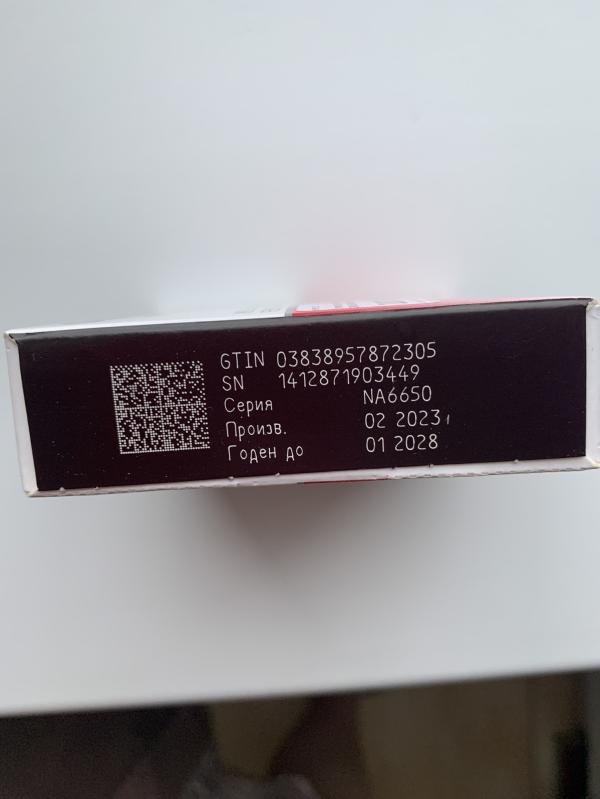 GTIN 03838957872305
SN 1412871903449
Серия NA6650
Произв. 02 2023
Годен до 01 2028